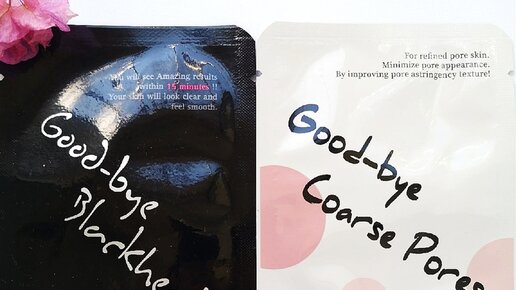 You will see Amazing results
within 15 minutes !!
Your skin will look clear and
feel smooth.
Good-bye
Blackhe
For refined pore skin.
Minimize pore appearance.
By improving pore astringency texture!
Good-bye
Coarse Pores